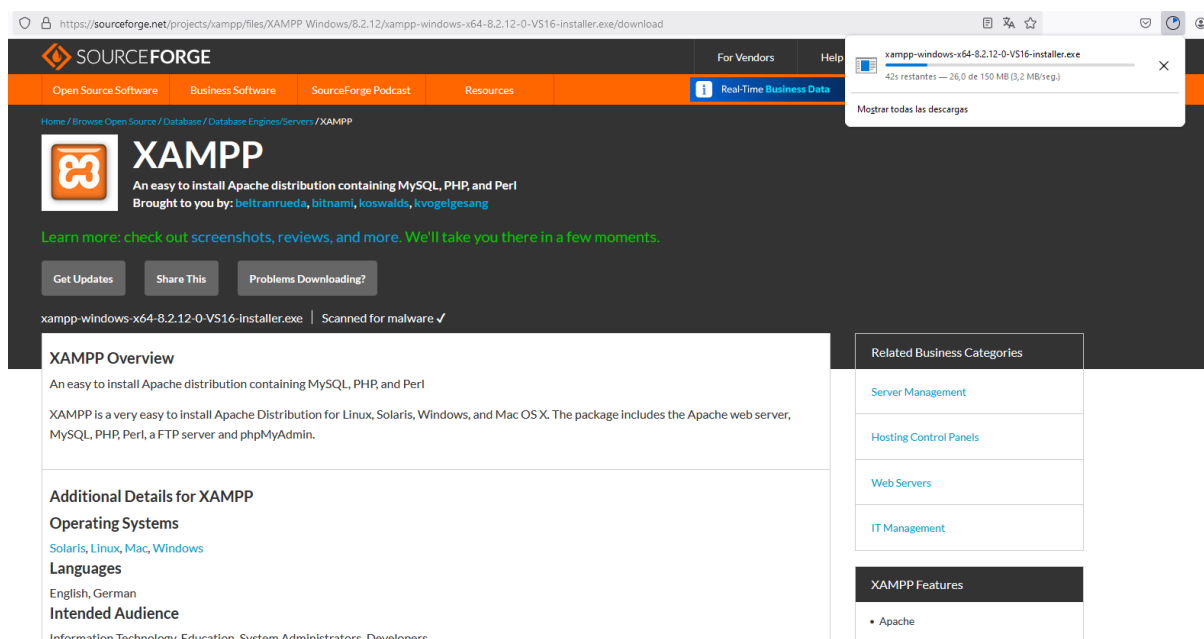 https://sourceforge.net/projects/xampp/files/XAMPP Windows/8.2.12/xampp-windows-x64-8.2.12-0-VS16-installer.exe/download
SOURCEFORGE
For Vendors
Help
xampp-windows-x64-8.2.12-0-VS16-installer.exe
42s restantes — 26,0 de 150 MB (3,2 MB/seg.)
Mostrar todas las descargas
Open Source Software
Business Software
SourceForge Podcast
Resources
i Real-Time Business Data
Home / Browse Open Source / Database / Database Engines/Servers / XAMPP
XAMPP
An easy to install Apache distribution containing MySQL, PHP, and Perl
Brought to you by: beltranrueda, bitnami, koswalds, kvogelgesang
Learn more: check out screenshots, reviews, and more. We'll take you there in a few moments.
Get Updates
Share This
Problems Downloading?
xampp-windows-x64-8.2.12-0-VS16-installer.exe | Scanned for malware ✓
XAMPP Overview
An easy to install Apache distribution containing MySQL, PHP, and Perl
XAMPP is a very easy to install Apache Distribution for Linux, Solaris, Windows, and Mac OS X. The package includes the Apache web server,
MySQL, PHP, Perl, a FTP server and phpMyAdmin.
Additional Details for XAMPP
Operating Systems
Solaris, Linux, Mac, Windows
Languages
English, German
Intended Audience
Information Technology, Education, System Administrators, Developers
Related Business Categories
Server Management
Hosting Control Panels
Web Servers
IT Management
XAMPP Features
• Apache